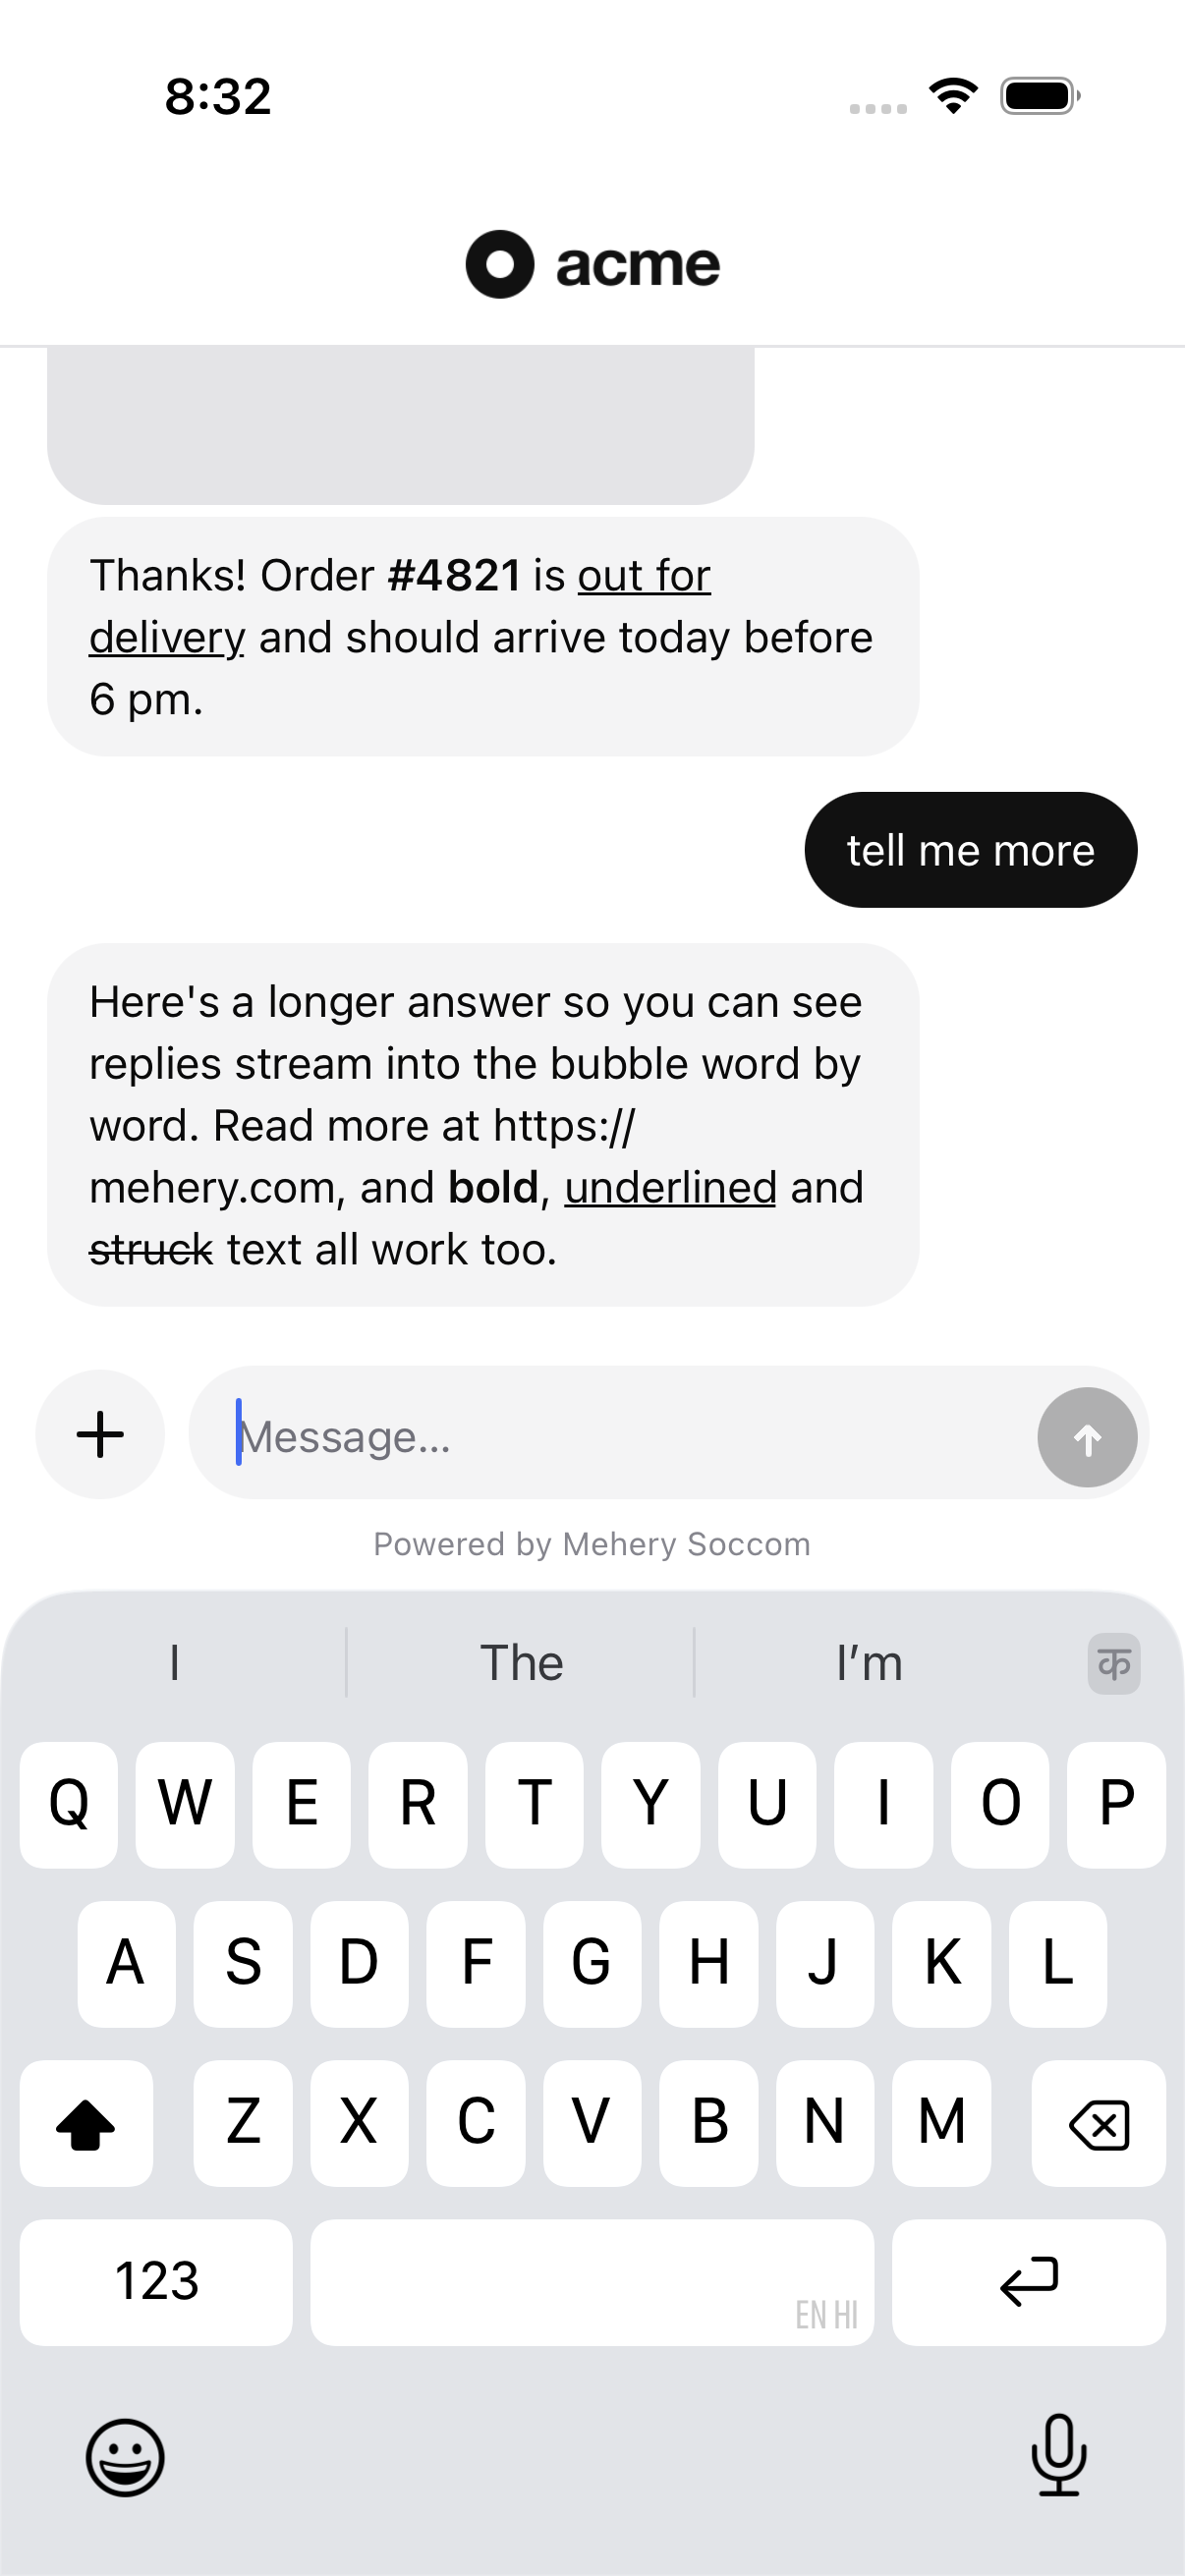 8:32
acme
Thanks! Order #4821 is out for
delivery and should arrive today before
6 pm.
tell me more
Here's a longer answer so you can see
replies stream into the bubble word by
word. Read more at https://
mehery.com, and bold, underlined and
struck text all work too.
Message...
Powered by Mehery Soccom
I The I’m क
Q W E R T Y U I O P
A S D F G H J K L
Z X C V B N M
123 EN HI